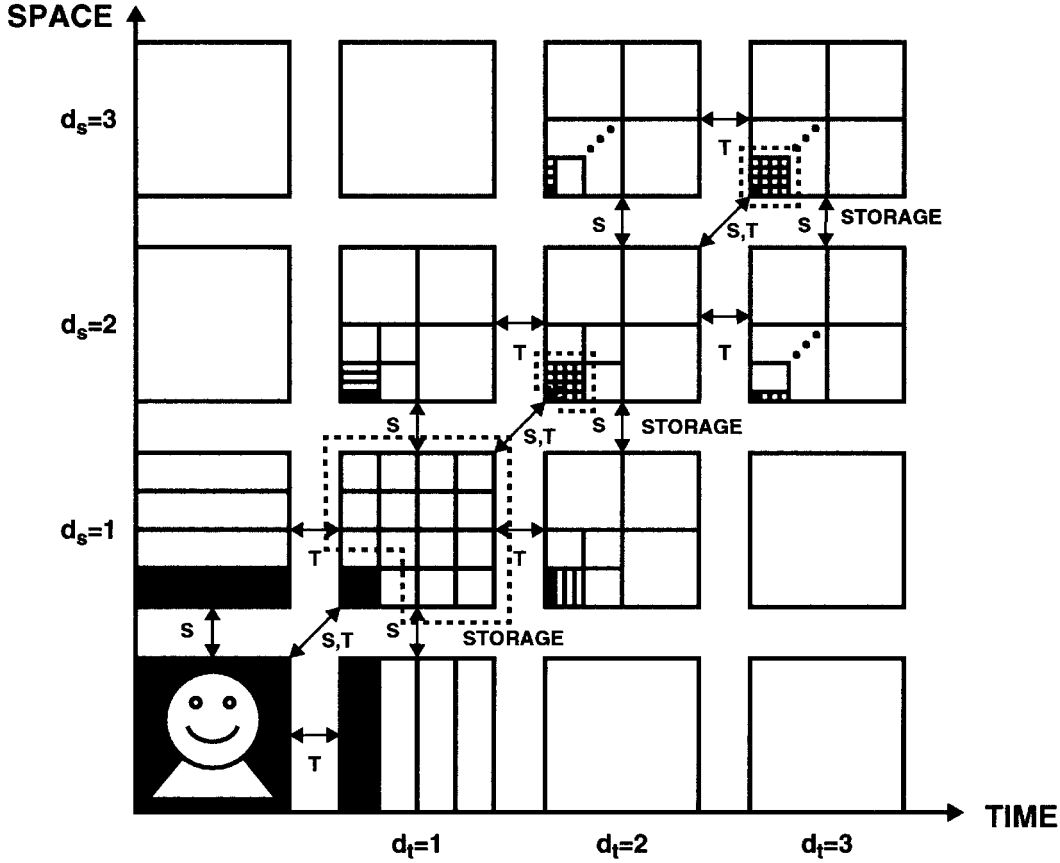 SPACE
dₛ=3
T
STORAGE
S
S,T
S
dₛ=2
T
T
S
S,T
S
STORAGE
dₛ=1
T
T
S
S,T
S
STORAGE
T
TIME
dₜ=1
dₜ=2
dₜ=3